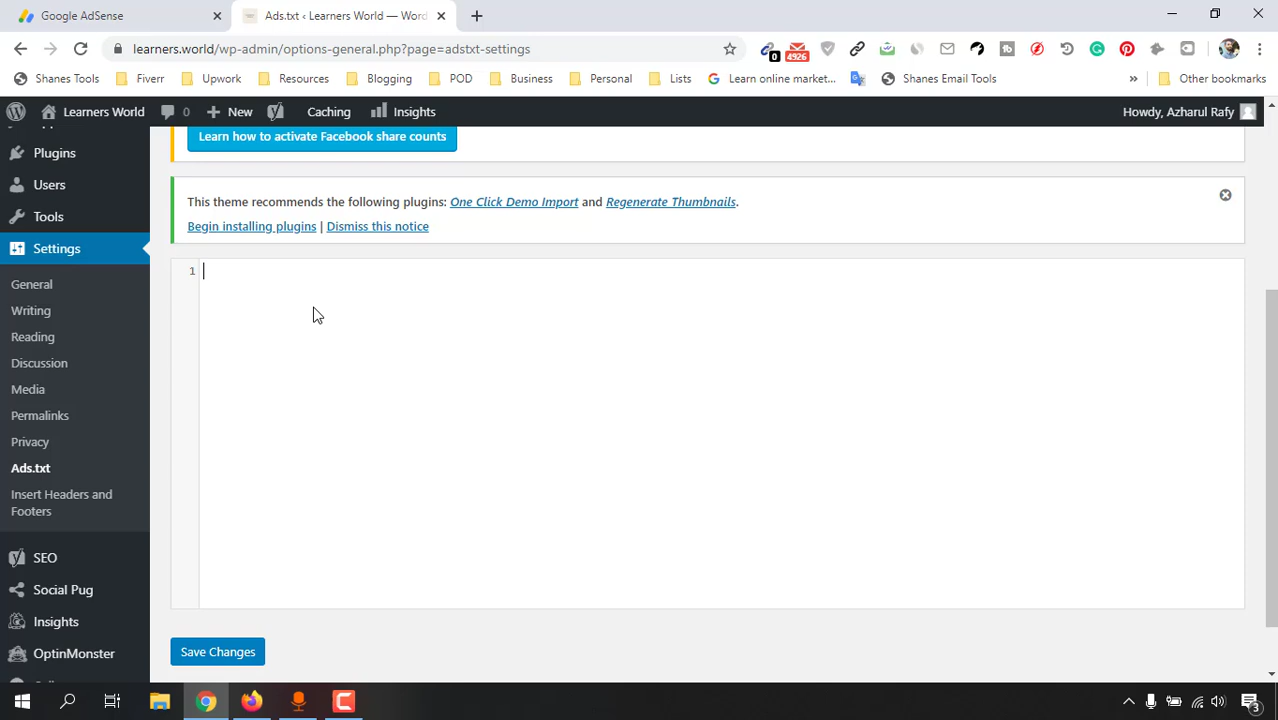 Google AdSense
Ads.txt ‹ Learners World — Word
learners.world/wp-admin/options-general.php?page=adstxt-settings
0
4926
Shanes Tools
Fiverr
Upwork
Resources
Blogging
POD
Business
Personal
Lists
Learn online market...
Shanes Email Tools
»
Other bookmarks
Learners World
0
New
Caching
Insights
Howdy, Azharul Rafy
Plugins
Users
Tools
Settings
General
Writing
Reading
Discussion
Media
Permalinks
Privacy
Ads.txt
Insert Headers and
Footers
SEO
Social Pug
Insights
OptinMonster
Learn how to activate Facebook share counts
This theme recommends the following plugins: One Click Demo Import and Regenerate Thumbnails.
Begin installing plugins | Dismiss this notice
1
Save Changes
3